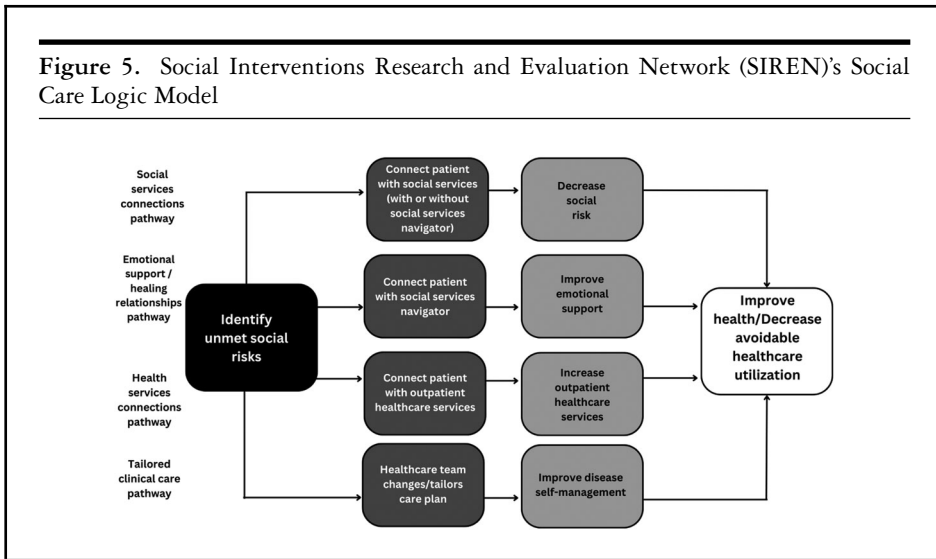 Figure 5. Social Interventions Research and Evaluation Network (SIREN)'s Social
Care Logic Model
Social
services
connections
pathway
Connect patient
with social services
(with or without
social services
navigator)
Decrease
social
risk
Emotional
support /
healing
relationships
pathway
Identify
unmet social
risks
Connect patient
with social services
navigator
Improve
emotional
support
Improve
health/Decrease
avoidable
healthcare
utilization
Health
services
connections
pathway
Connect patient
with outpatient
healthcare services
Increase
outpatient
healthcare
services
Tailored
clinical care
pathway
Healthcare team
changes/tailors
care plan
Improve disease
self-management